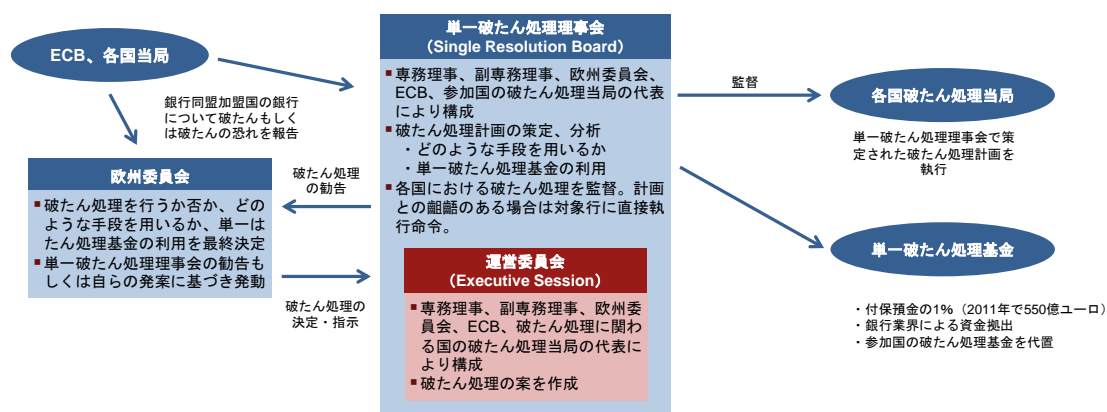 ECB、各国当局
銀行同盟加盟国の銀行
について破たんもしく
は破たんの恐れを報告
欧州委員会
■破たん処理を行うか否か、どの
ような手段を用いるか、単一は
たん処理基金の利用を最終決定
■単一破たん処理理事会の勧告も
しくは自らの発案に基づき発動
破たん処理
の勧告
破たん処理の
決定・指示
単一破たん処理理事会
（Single Resolution Board）
■専務理事、副専務理事、欧州委員会、
ECB、参加国の破たん処理当局の代表
により構成
■破たん処理計画の策定、分析
・どのような手段を用いるか
・単一破たん処理基金の利用
■各国における破たん処理を監督。計画
との齟齬のある場合は対象行に直接執
行命令。
運営委員会
（Executive Session）
■専務理事、副専務理事、欧州委
員会、ECB、破たん処理に関わ
る国の破たん処理当局の代表に
より構成
■破たん処理の案を作成
監督
各国破たん処理当局
単一破たん処理理事会で策
定された破たん処理計画を
執行
単一破たん処理基金
・付保預金の1%（2011年で550億ユーロ）
・銀行業界による資金拠出
・参加国の破たん処理基金を代置